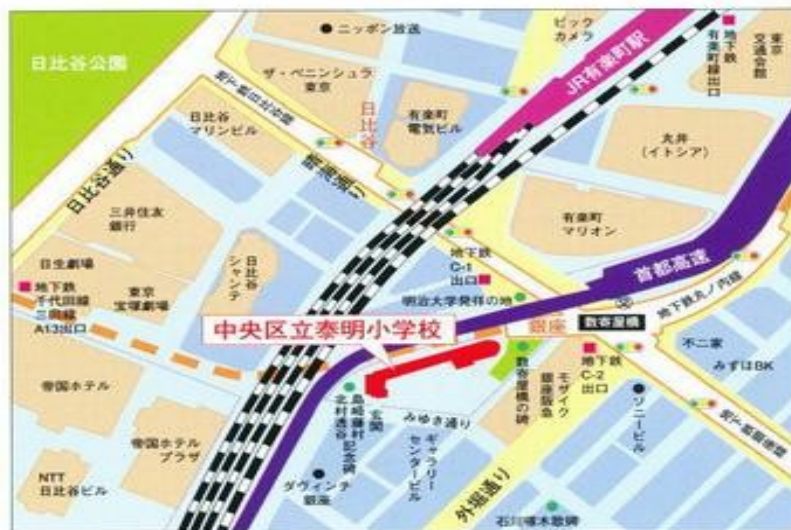 日比谷公園
ニッポン放送
ビック
カメラ
JR有楽町駅
地下鉄
有楽町線出口
東京
交通会館
ザ・ペニンシュラ
東京
日比谷
有楽町
電気ビル
日比谷
マリンビル
晴海通り
丸井
(イトシア)
日比谷通り
三井住友
銀行
有楽町
マリオン
日生劇場
地下鉄
千代田線
三田線
A13出口
東京
宝塚劇場
日比谷
シャンテ
地下鉄
C-1
出口
明治大学発祥の地
首都高速
地下鉄丸ノ内線
中央区立泰明小学校
銀座
数寄屋橋
不二家
みずほBK
帝国ホテル
帝国ホテル
プラザ
島崎藤村
北村透谷
記念碑
玄関
みゆき通り
数寄屋橋の碑
モザイク
銀座阪急
地下鉄
C-2
出口
ソニービル
ギャラリー
センタービル
NTT
日比谷ビル
ダヴィンチ
銀座
外堀通り
石川啄木歌碑